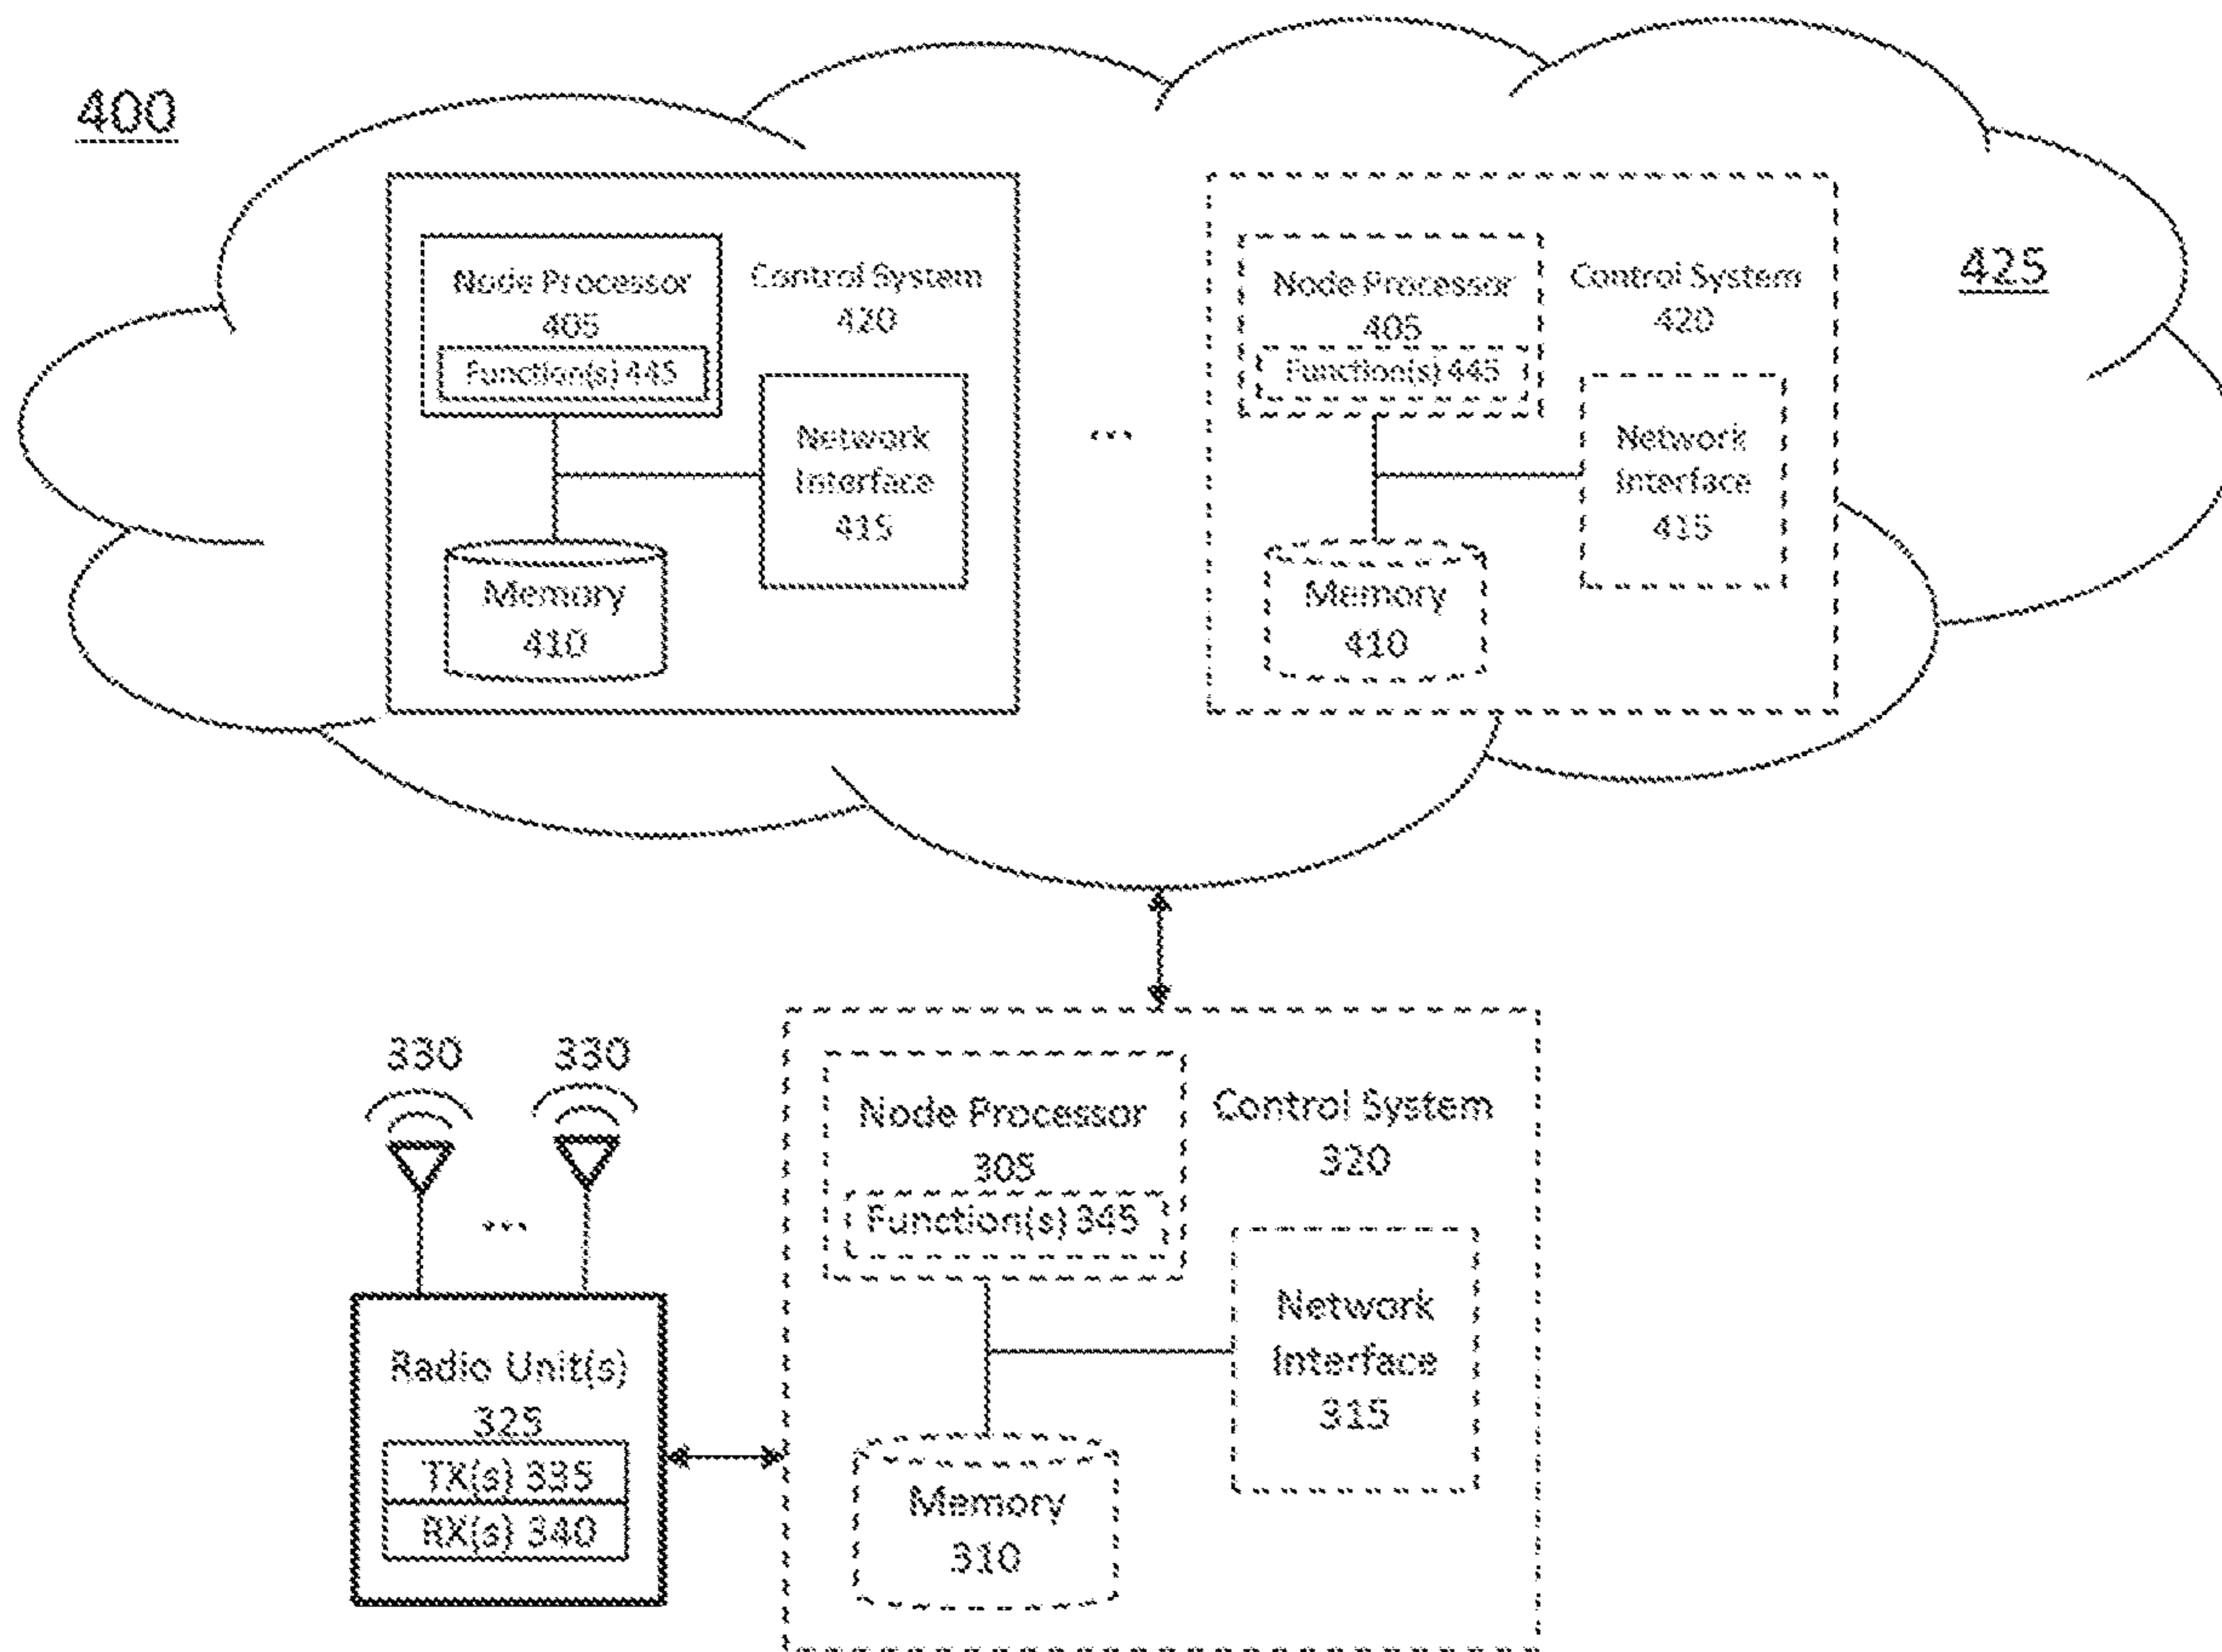 400
Node Processor
405
Function(s) 445
Control System
420
Network
Interface
415
Memory
410
...
Node Processor
405
Function(s) 445
Control System
420
Network
Interface
415
Memory
410
425
330
330
...
Radio Unit(s)
325
TX(s) 335
RX(s) 340
Node Processor
305
Function(s) 345
Control System
320
Network
Interface
315
Memory
310